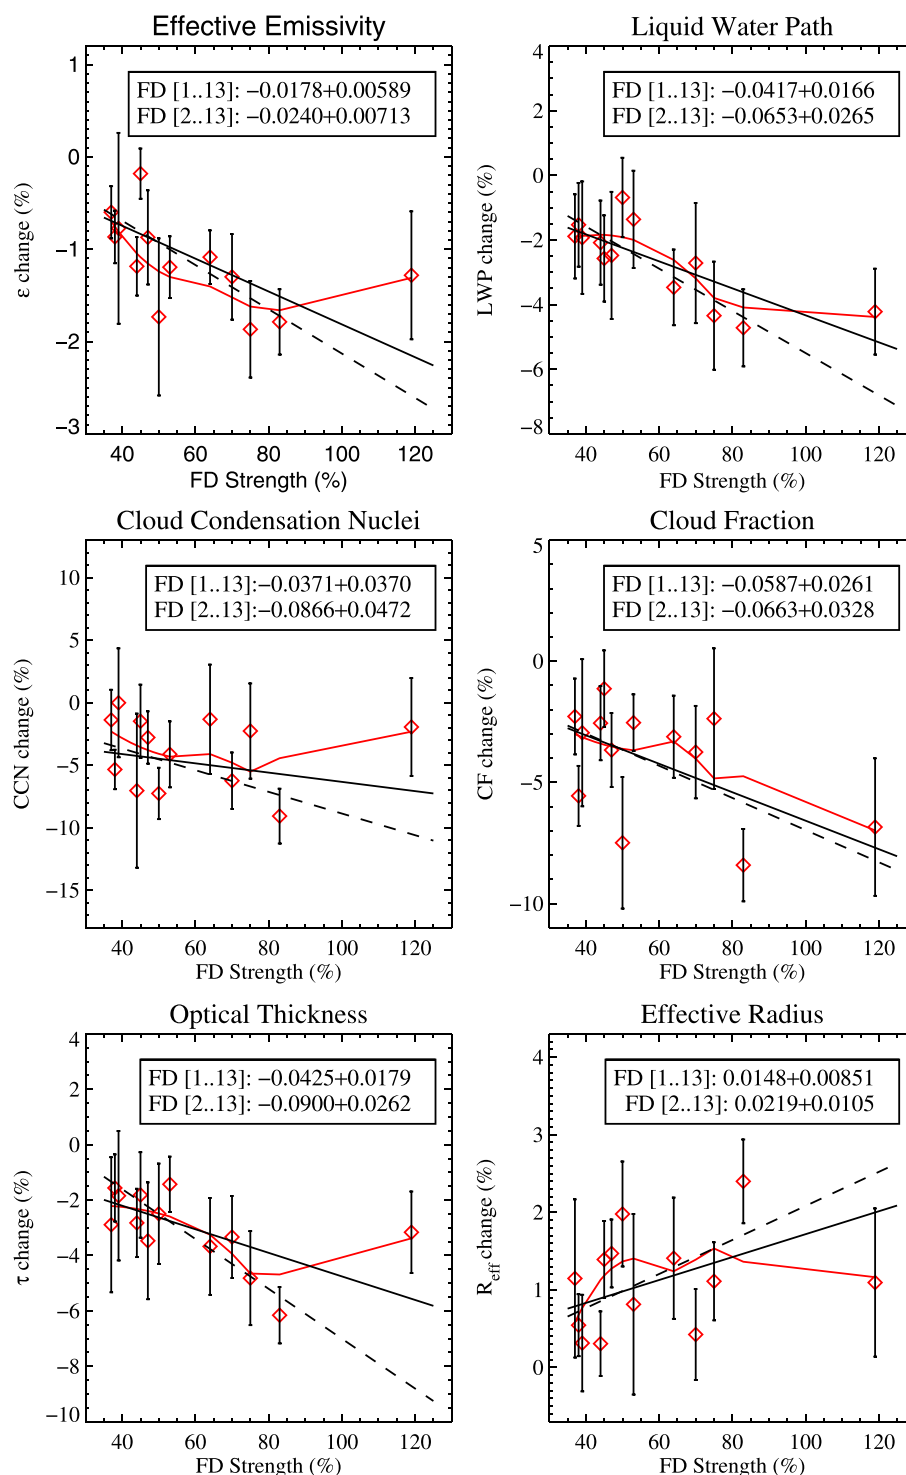 Effective Emissivity
FD [1..13]: −0.0178+0.00589
FD [2..13]: −0.0240+0.00713
1
0
−1
−2
−3
ε change (%)
40 60 80 100 120
FD Strength (%)
Liquid Water Path
FD [1..13]: −0.0417+0.0166
FD [2..13]: −0.0653+0.0265
4
2
0
−2
−4
−6
−8
LWP change (%)
40 60 80 100 120
FD Strength (%)
Cloud Condensation Nuclei
FD [1..13]:−0.0371+0.0370
FD [2..13]:−0.0866+0.0472
10
5
0
−5
−10
−15
CCN change (%)
40 60 80 100 120
FD Strength (%)
Cloud Fraction
FD [1..13]: −0.0587+0.0261
FD [2..13]: −0.0663+0.0328
5
0
−5
−10
CF change (%)
40 60 80 100 120
FD Strength (%)
Optical Thickness
FD [1..13]: −0.0425+0.0179
FD [2..13]: −0.0900+0.0262
4
2
0
−2
−4
−6
−8
−10
τ change (%)
40 60 80 100 120
FD Strength (%)
Effective Radius
FD [1..13]: 0.0148+0.00851
FD [2..13]: 0.0219+0.0105
4
3
2
1
0
Reff change (%)
40 60 80 100 120
FD Strength (%)